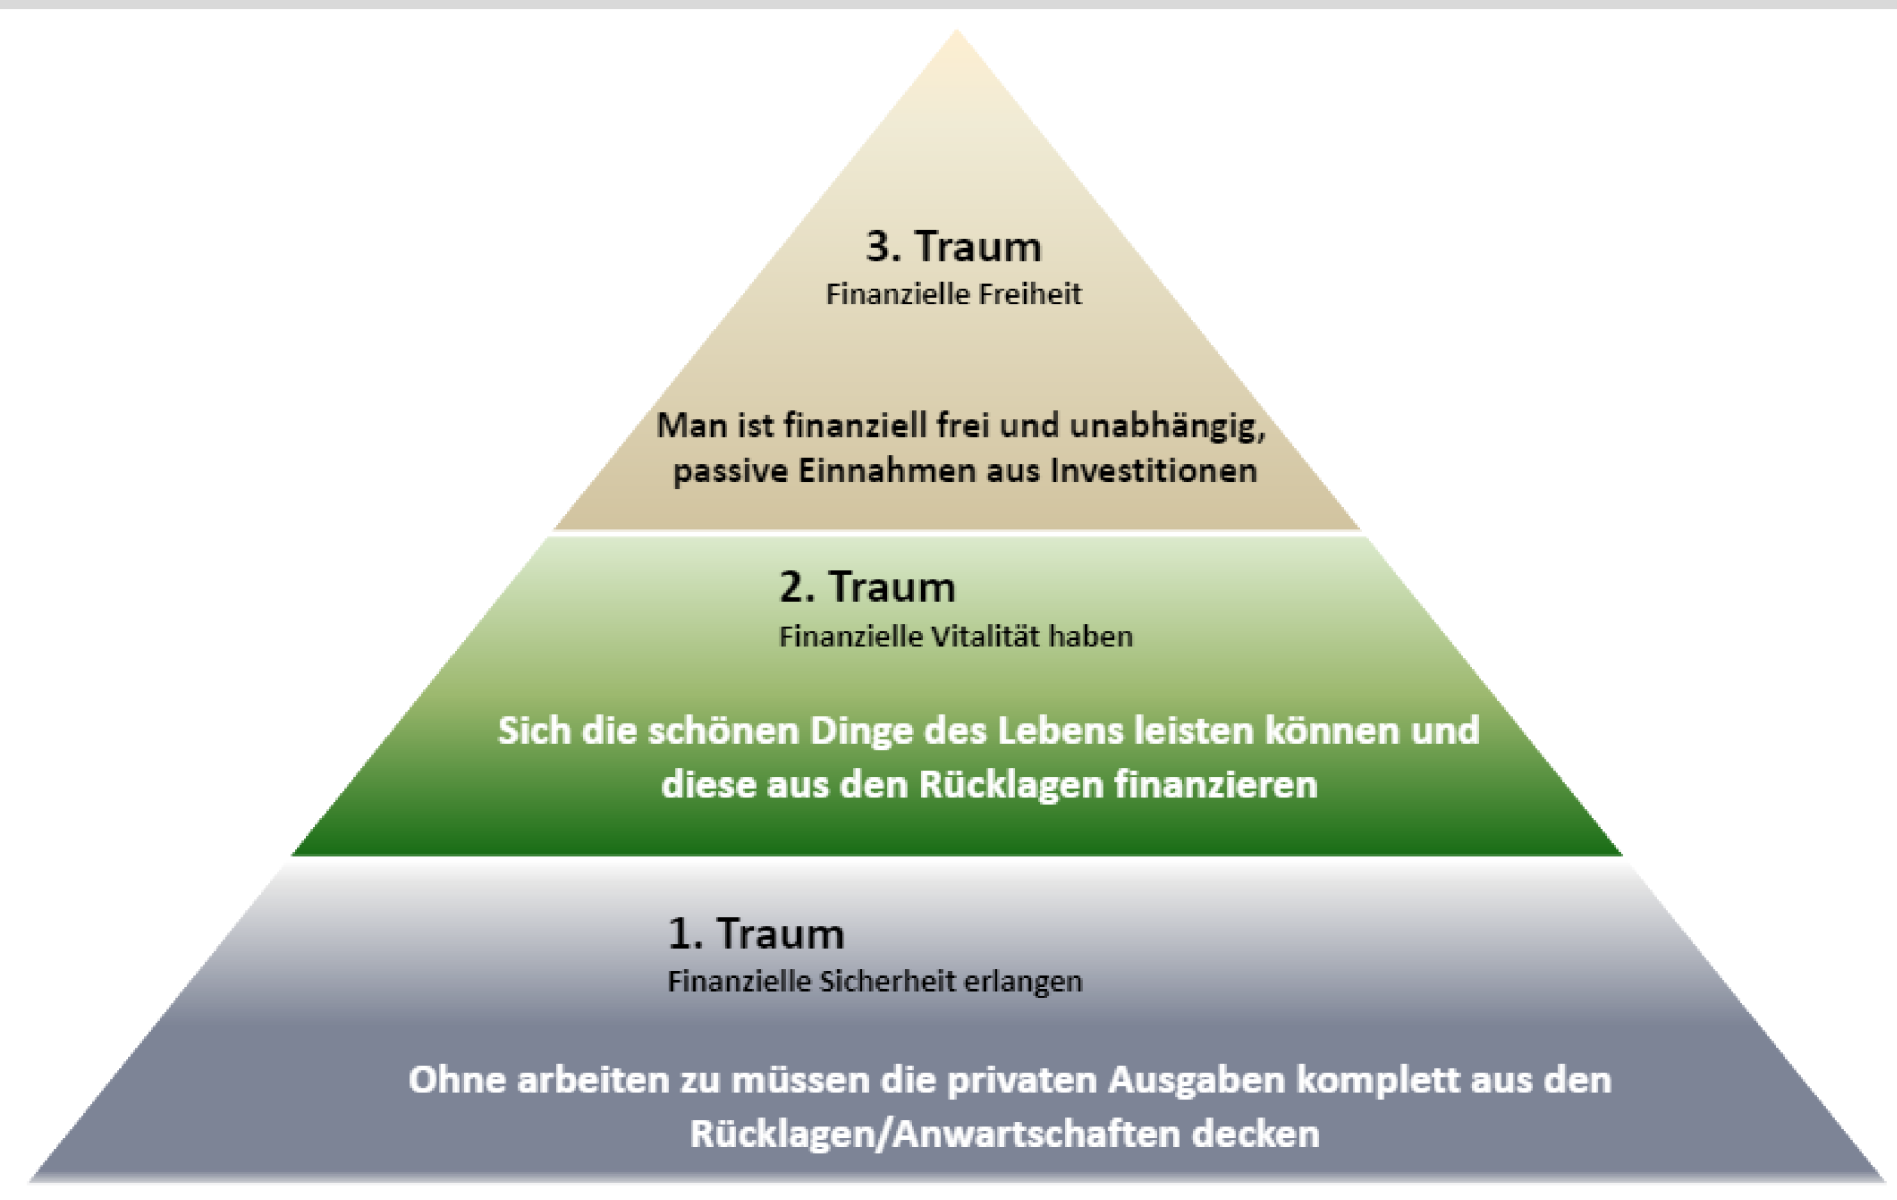 3. Traum
Finanzielle Freiheit
Man ist finanziell frei und unabhängig,
passive Einnahmen aus Investitionen
2. Traum
Finanzielle Vitalität haben
Sich die schönen Dinge des Lebens leisten können und
diese aus den Rücklagen finanzieren
1. Traum
Finanzielle Sicherheit erlangen
Ohne arbeiten zu müssen die privaten Ausgaben komplett aus den
Rücklagen/Anwartschaften decken